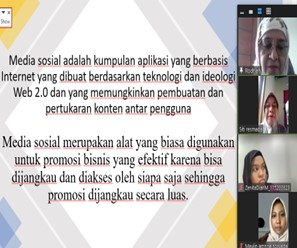 Show
Media sosial adalah kumpulan aplikasi yang berbasis
Internet yang dibuat berdasarkan teknologi dan ideologi
Web 2.0 dan yang memungkinkan pembuatan dan
pertukaran konten antar pengguna
Media sosial merupakan alat yang biasa digunakan
untuk promosi bisnis yang efektif karena bisa
dijangkau dan diakses oleh siapa saja sehingga
promosi dijangkau secara luas.